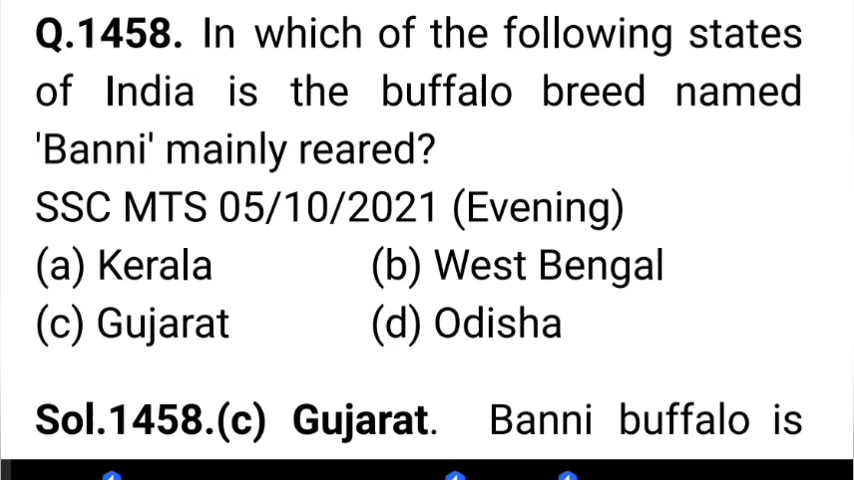 Q.1458. In which of the following states
of India is the buffalo breed named
'Banni' mainly reared?
SSC MTS 05/10/2021 (Evening)
(a) Kerala (b) West Bengal
(c) Gujarat (d) Odisha
Sol.1458.(c) Gujarat. Banni buffalo is